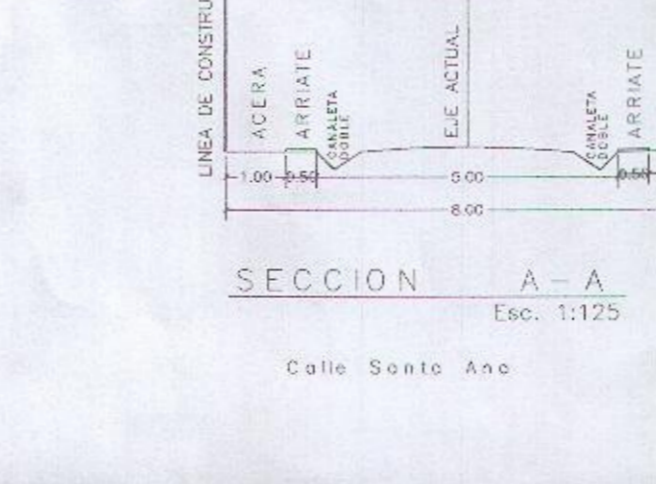 LINEA DE CONSTRU
ACERA
ARRIATE
CANALETA
DOBLE
EJE ACTUAL
CANALETA
DOBLE
ARRIATE
1.00
0.50
5.00
0.50
8.00
SECCION A - A
Esc. 1:125
Calle Santa Ana